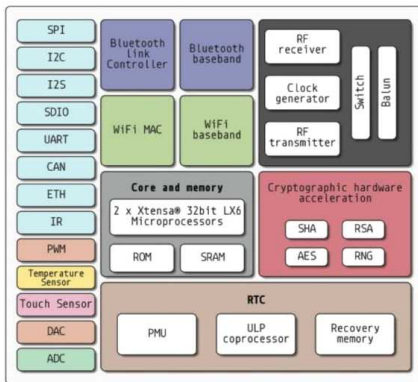 SPI
I2C
I2S
SDIO
UART
CAN
ETH
IR
PWM
Temperature
Sensor
Touch Sensor
DAC
ADC
Bluetooth
link
Controller
Bluetooth
baseband
WiFi MAC
WiFi
baseband
RF
receiver
Clock
generator
RF
transmitter
Switch
Balun
Core and memory
2 x Xtensa® 32bit LX6
Microprocessors
ROM
SRAM
Cryptographic hardware
acceleration
SHA
RSA
AES
RNG
RTC
PMU
ULP
coprocessor
Recovery
memory